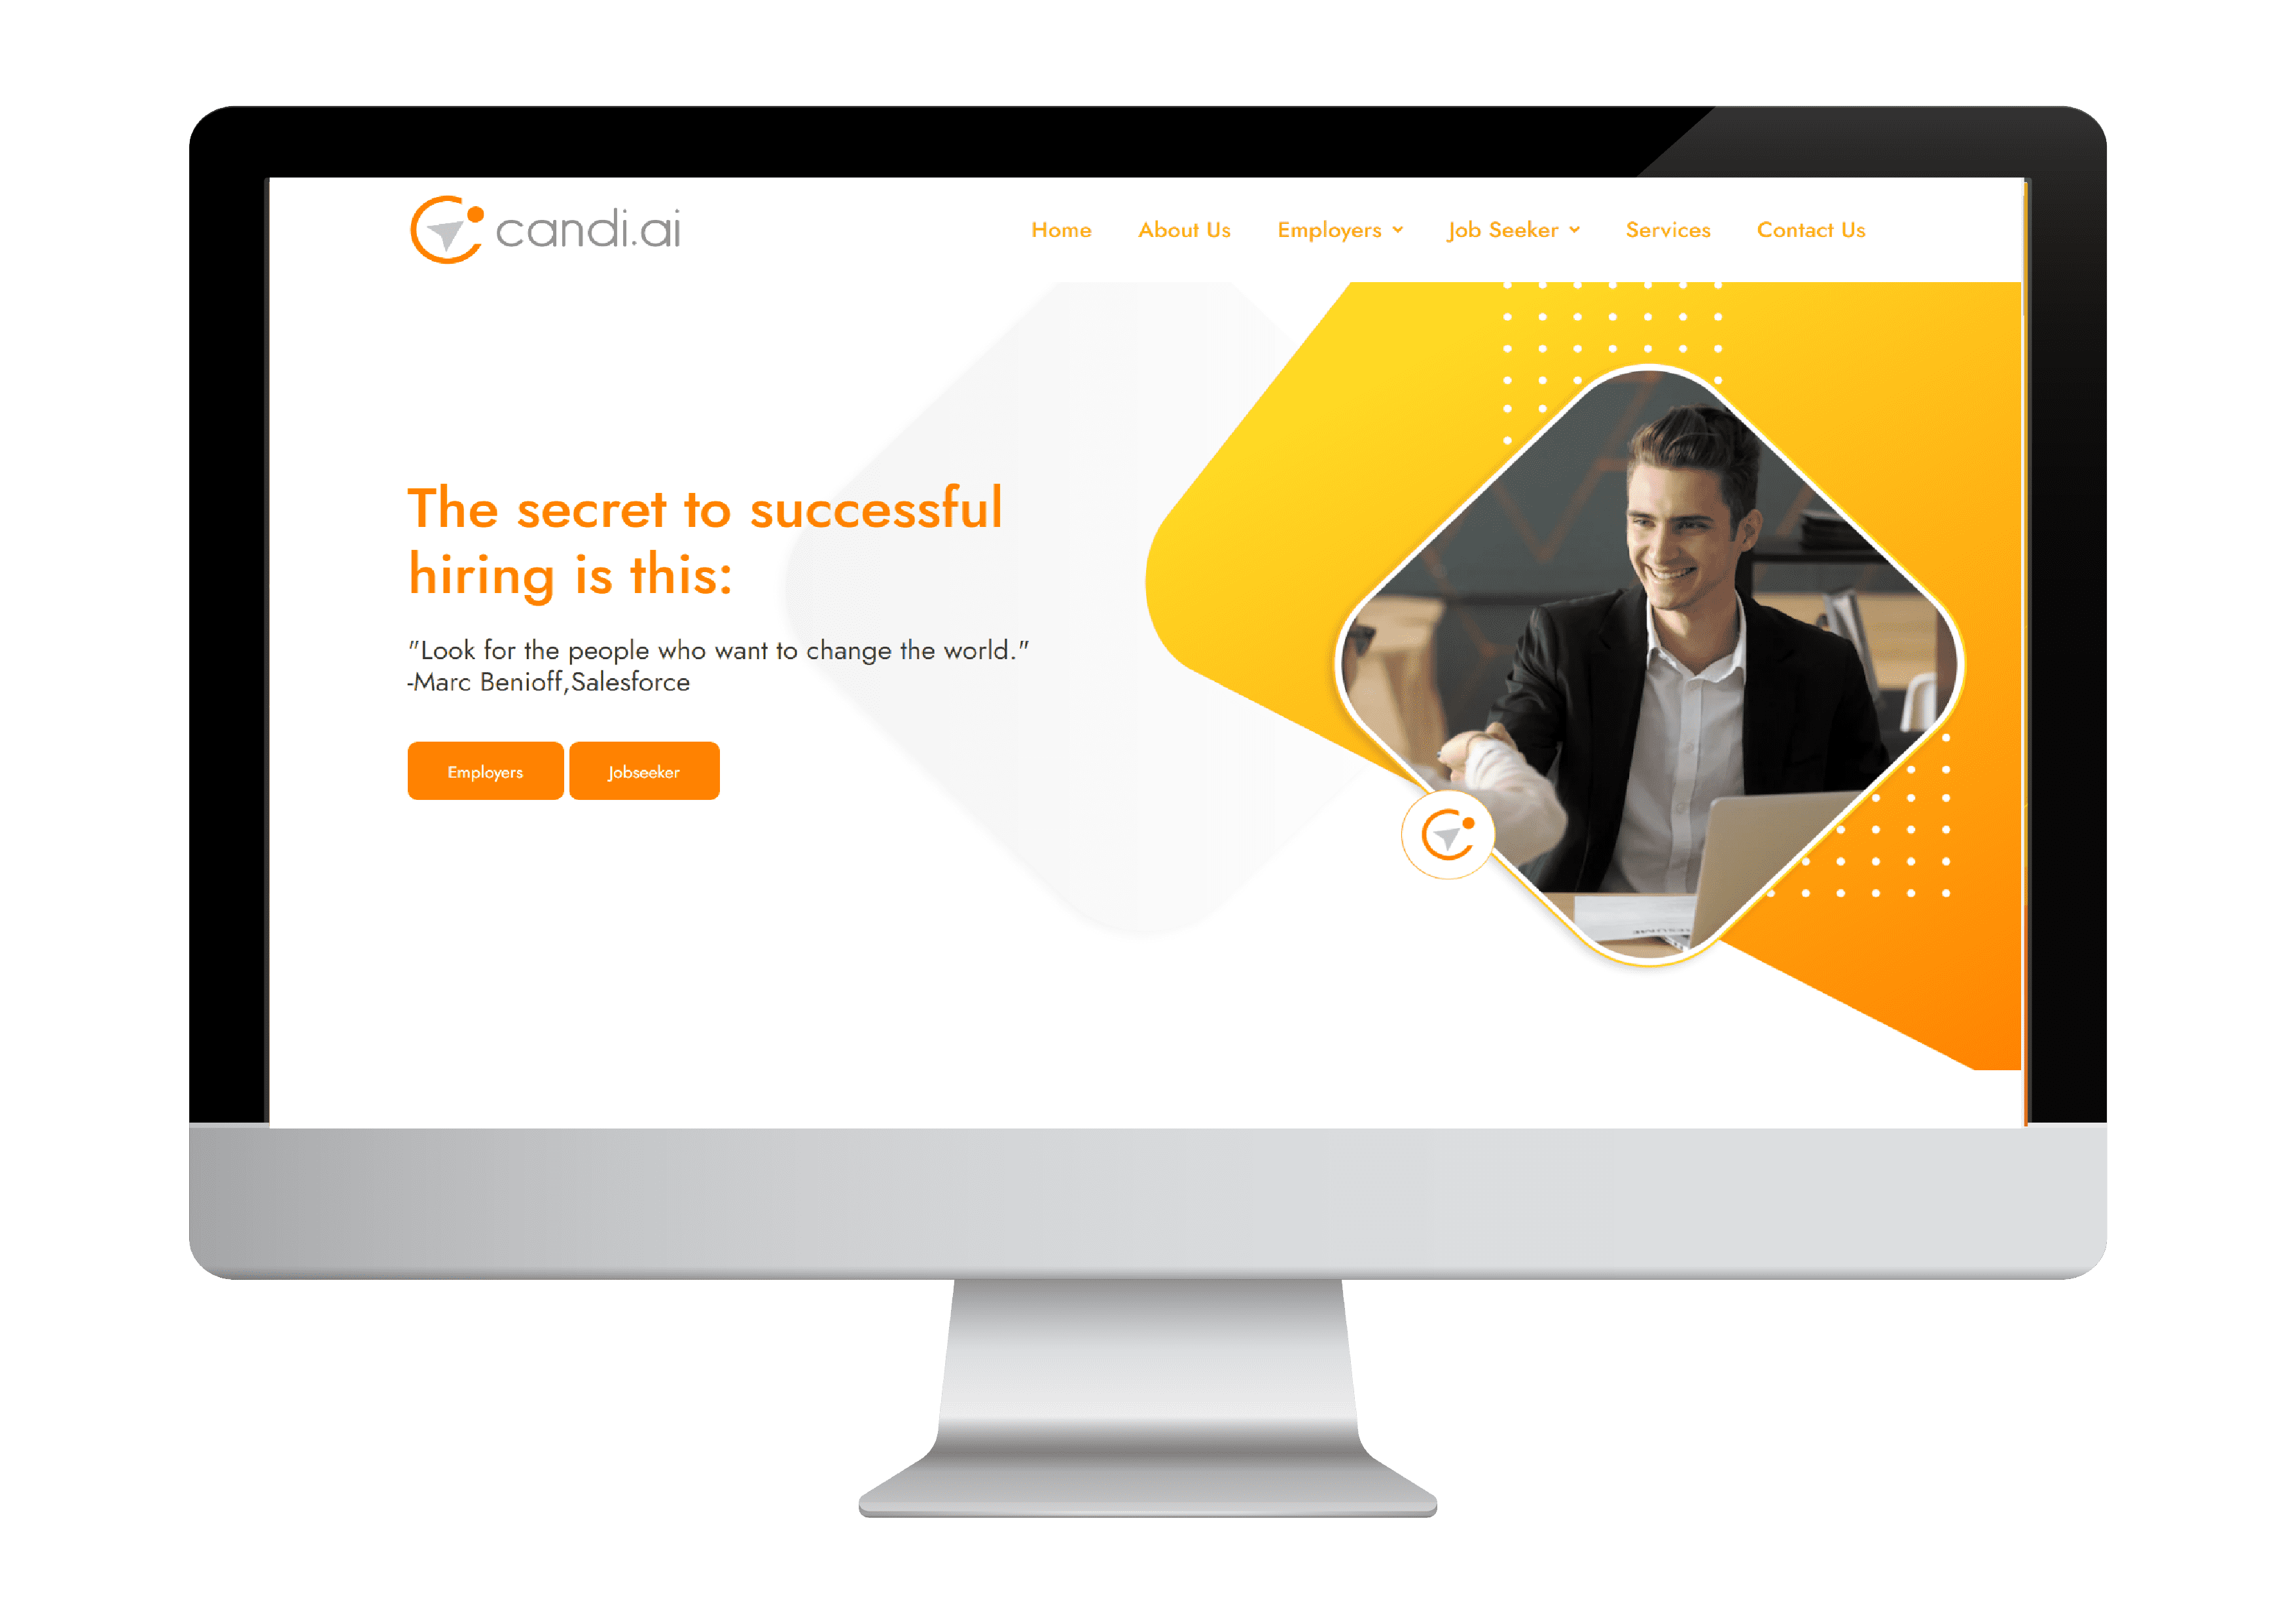 candi.ai
Home About Us Employers Job Seeker Services Contact Us
The secret to successful
hiring is this:
"Look for the people who want to change the world."
-Marc Benioff,Salesforce
Employers Jobseeker
RESUME